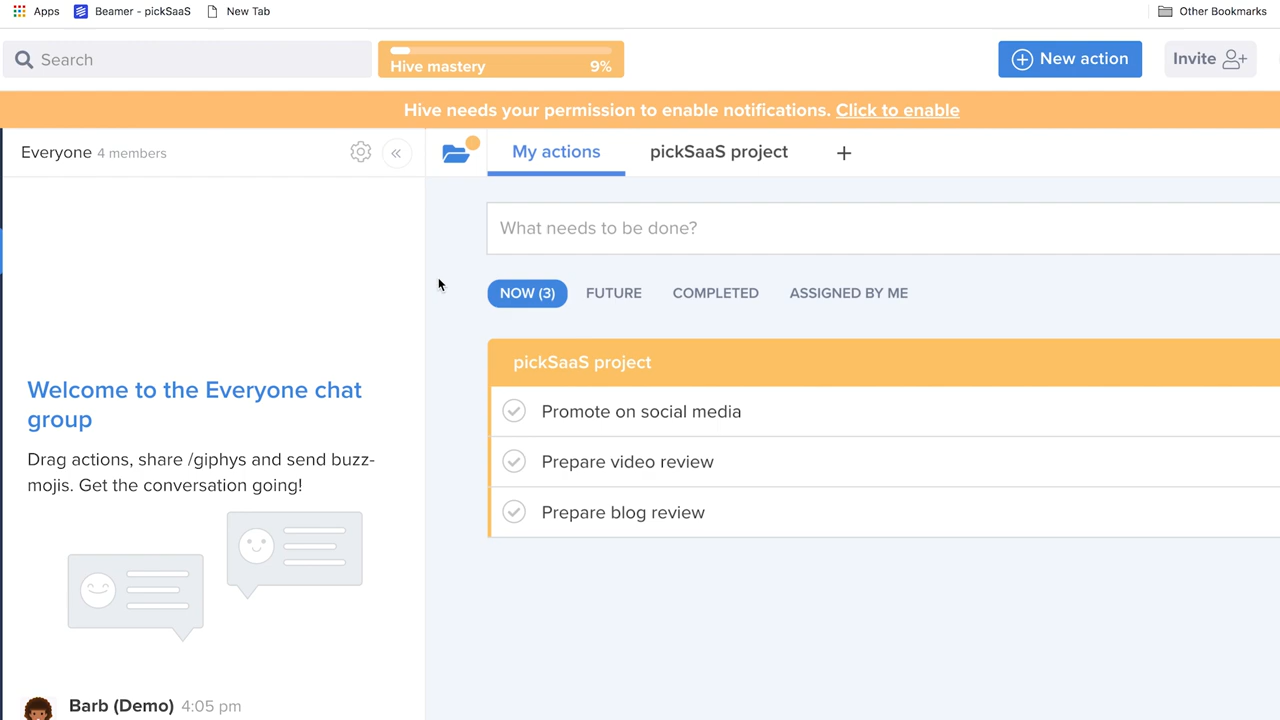 Apps Beamer - pickSaaS New Tab Other Bookmarks
Search
Hive mastery 9%
New action
Invite
Hive needs your permission to enable notifications. Click to enable
Everyone 4 members
My actions pickSaaS project +
What needs to be done?
NOW (3) FUTURE COMPLETED ASSIGNED BY ME
pickSaaS project
Promote on social media
Prepare video review
Prepare blog review
Welcome to the Everyone chat
group
Drag actions, share /giphys and send buzz-
mojis. Get the conversation going!
Barb (Demo) 4:05 pm